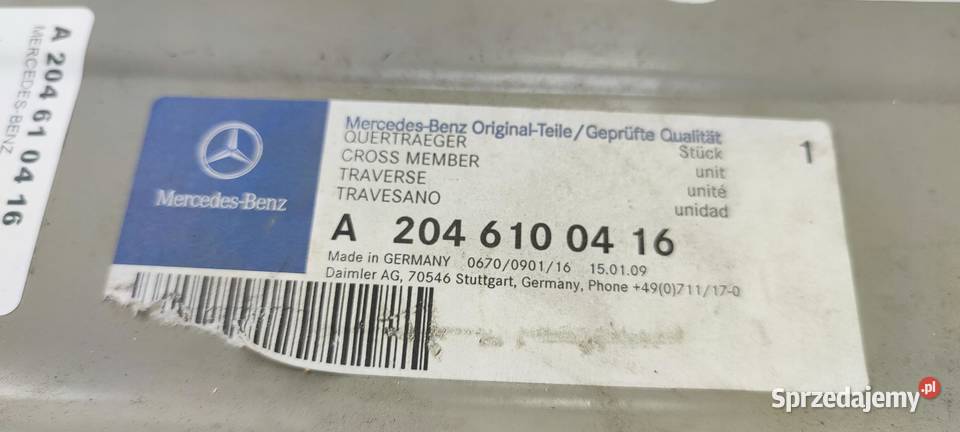 A 204 61 0 04 16
MERCEDES-BENZ
Mercedes-Benz
Mercedes-Benz Original-Teile/Geprüfte Qualität
QUERTRAEGER
CROSS MEMBER
TRAVERSE
TRAVESANO
Stück
unit
unité
unidad
1
A 204 610 04 16
Made in GERMANY 0670/0901/16 15.01.09
Daimler AG, 70546 Stuttgart, Germany, Phone +49(0)711/17-0
Sprzedajemy.pl